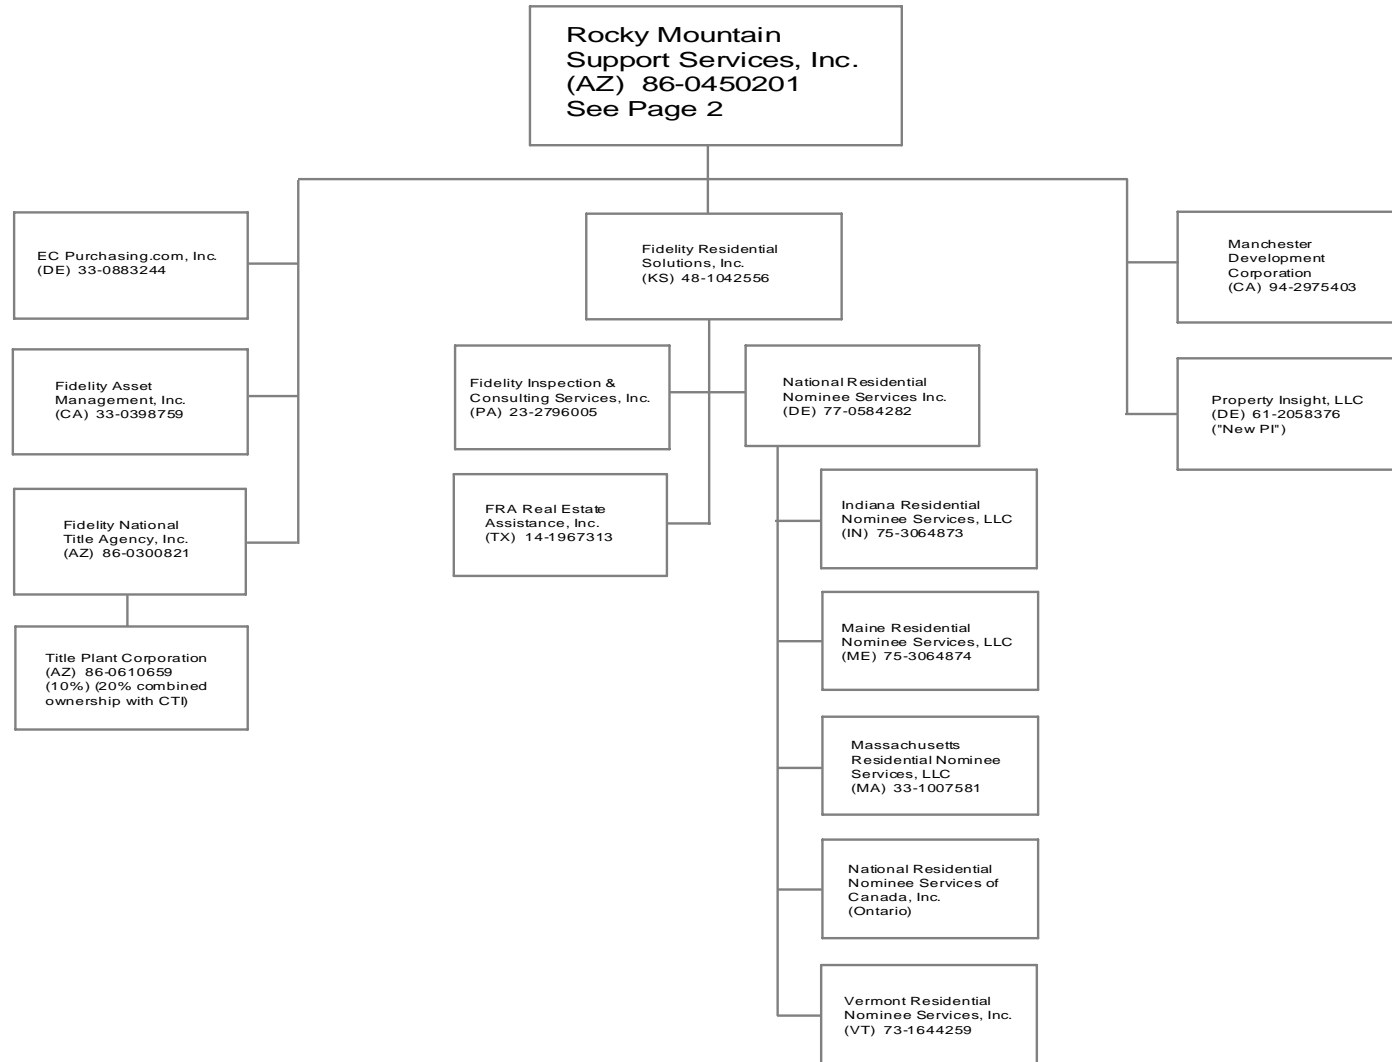 Rocky Mountain
Support Services, Inc.
(AZ) 86-0450201
See Page 2
EC Purchasing.com, Inc.
(DE) 33-0883244
Fidelity Asset
Management, Inc.
(CA) 33-0398759
Fidelity National
Title Agency, Inc.
(AZ) 86-0300821
Title Plant Corporation
(AZ) 86-0610659
(10%) (20% combined
ownership with CTI)
Fidelity Residential
Solutions, Inc.
(KS) 48-1042556
Fidelity Inspection &
Consulting Services, Inc.
(PA) 23-2796005
FRA Real Estate
Assistance, Inc.
(TX) 14-1967313
National Residential
Nominee Services Inc.
(DE) 77-0584282
Indiana Residential
Nominee Services, LLC
(IN) 75-3064873
Maine Residential
Nominee Services, LLC
(ME) 75-3064874
Massachusetts
Residential Nominee
Services, LLC
(MA) 33-1007581
National Residential
Nominee Services of
Canada, Inc.
(Ontario)
Vermont Residential
Nominee Services, Inc.
(VT) 73-1644259
Manchester
Development
Corporation
(CA) 94-2975403
Property Insight, LLC
(DE) 61-2058376
("New PI")